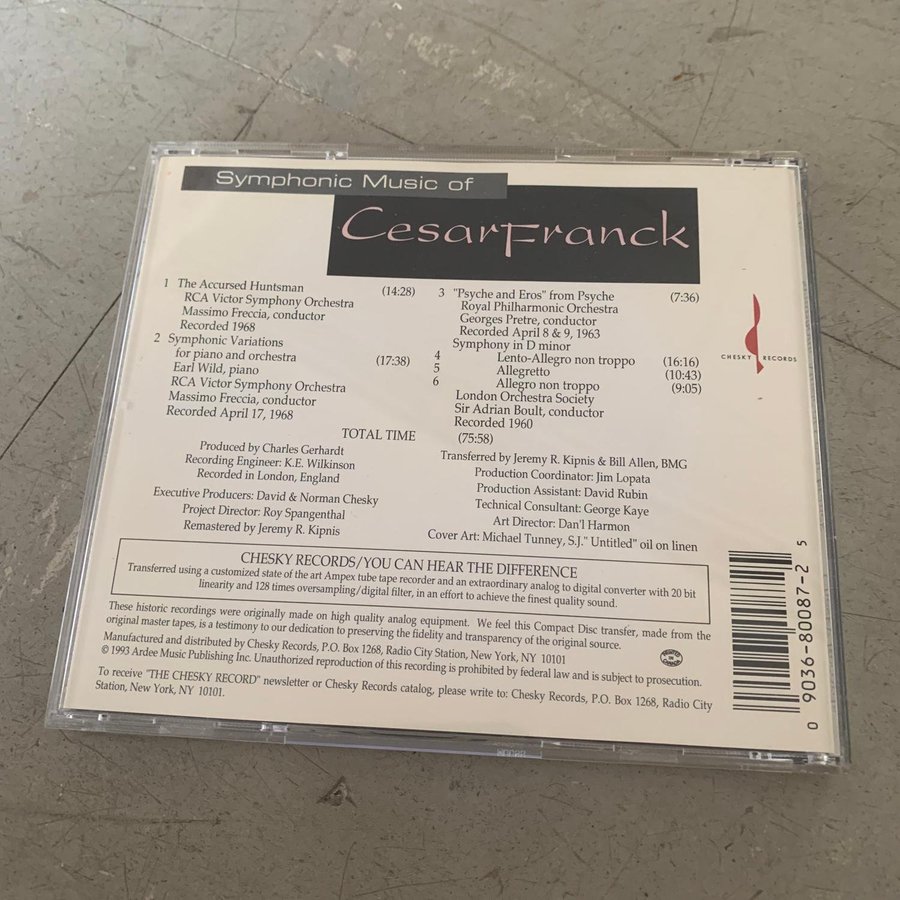 Symphonic Music of
CesarFranck
1 The Accursed Huntsman (14:28)
RCA Victor Symphony Orchestra
Massimo Freccia, conductor
Recorded 1968
2 Symphonic Variations
for piano and orchestra (17:38)
Earl Wild, piano
RCA Victor Symphony Orchestra
Massimo Freccia, conductor
Recorded April 17, 1968
3 "Psyche and Eros" from Psyche (7:36)
Royal Philharmonic Orchestra
Georges Pretre, conductor
Recorded April 8 & 9, 1963
Symphony in D minor
4 Lento-Allegro non troppo (16:16)
5 Allegretto (10:43)
6 Allegro non troppo (9:05)
London Orchestra Society
Sir Adrian Boult, conductor
Recorded 1960
TOTAL TIME (75:58)
CHESKY RECORDS
Produced by Charles Gerhardt
Recording Engineer: K.E. Wilkinson
Recorded in London, England
Executive Producers: David & Norman Chesky
Project Director: Roy Spangenthal
Remastered by Jeremy R. Kipnis
Transferred by Jeremy R. Kipnis & Bill Allen, BMG
Production Coordinator: Jim Lopata
Production Assistant: David Rubin
Technical Consultant: George Kaye
Art Director: Dan'l Harmon
Cover Art: Michael Tunney, S.J." Untitled" oil on linen
CHESKY RECORDS/YOU CAN HEAR THE DIFFERENCE
Transferred using a customized state of the art Ampex tube tape recorder and an extraordinary analog to digital converter with 20 bit
linearity and 128 times oversampling/digital filter, in an effort to achieve the finest quality sound.
These historic recordings were originally made on high quality analog equipment. We feel this Compact Disc transfer, made from the
original master tapes, is a testimony to our dedication to preserving the fidelity and transparency of the original source.
Manufactured and distributed by Chesky Records, P.O. Box 1268, Radio City Station, New York, NY 10101
© 1993 Ardee Music Publishing Inc. Unauthorized reproduction of this recording is prohibited by federal law and is subject to prosecution.
To receive "THE CHESKY RECORD" newsletter or Chesky Records catalog, please write to: Chesky Records, P.O. Box 1268, Radio City
Station, New York, NY 10101.
0 9036-80087-2 5